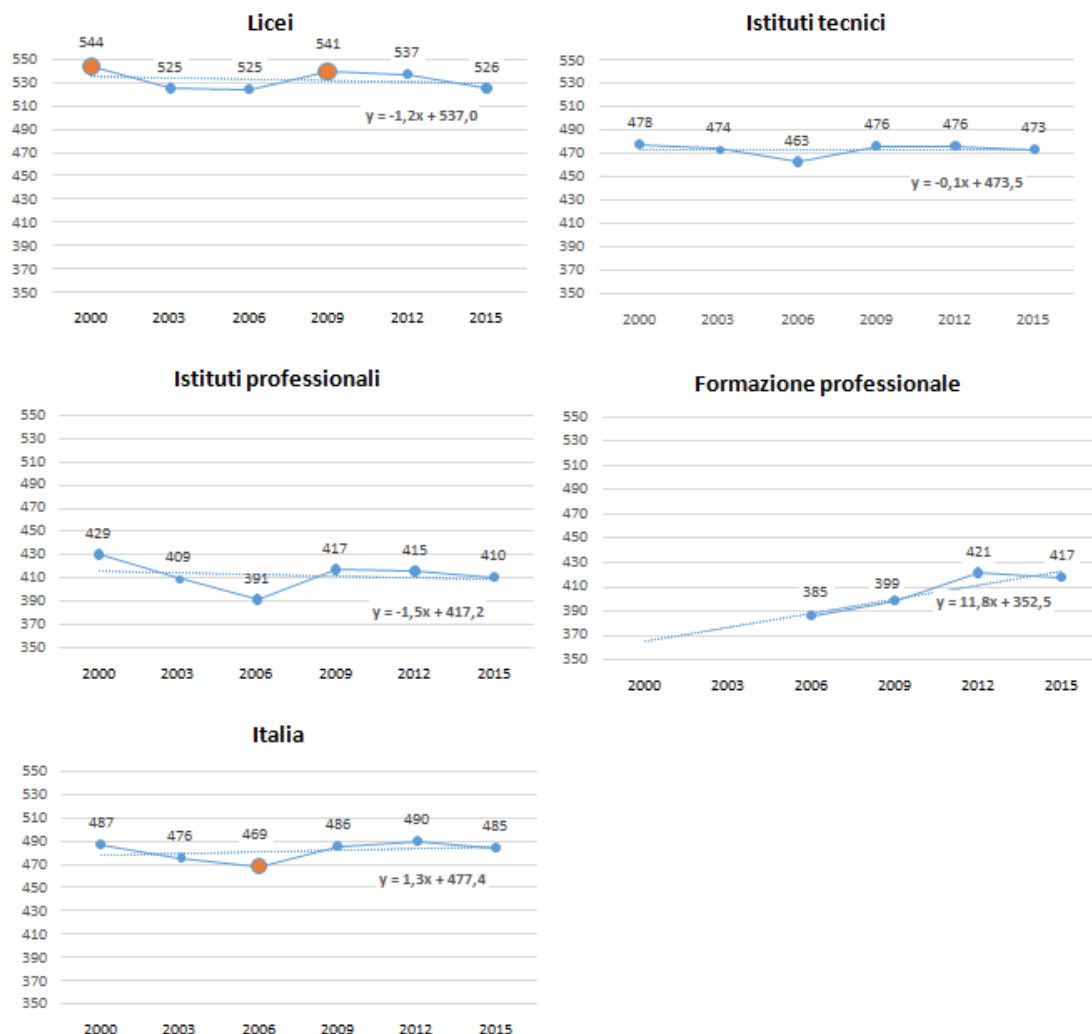 Licei
544 525 525 541 537 526
550
530
510
490
470
450
430
410
390
370
350
y = -1,2x + 537,0
2000 2003 2006 2009 2012 2015
Istituti tecnici
550
530
510
490
470
450
430
410
390
370
350
478 474 463 476 476 473
y = -0,1x + 473,5
2000 2003 2006 2009 2012 2015
Istituti professionali
550
530
510
490
470
450
430
410
390
370
350
429 409 391 417 415 410
y = -1,5x + 417,2
2000 2003 2006 2009 2012 2015
Formazione professionale
550
530
510
490
470
450
430
410
390
370
350
385 399 421 417
y = 11,8x + 352,5
2000 2003 2006 2009 2012 2015
Italia
550
530
510
490
470
450
430
410
390
370
350
487 476 469 486 490 485
y = 1,3x + 477,4
2000 2003 2006 2009 2012 2015